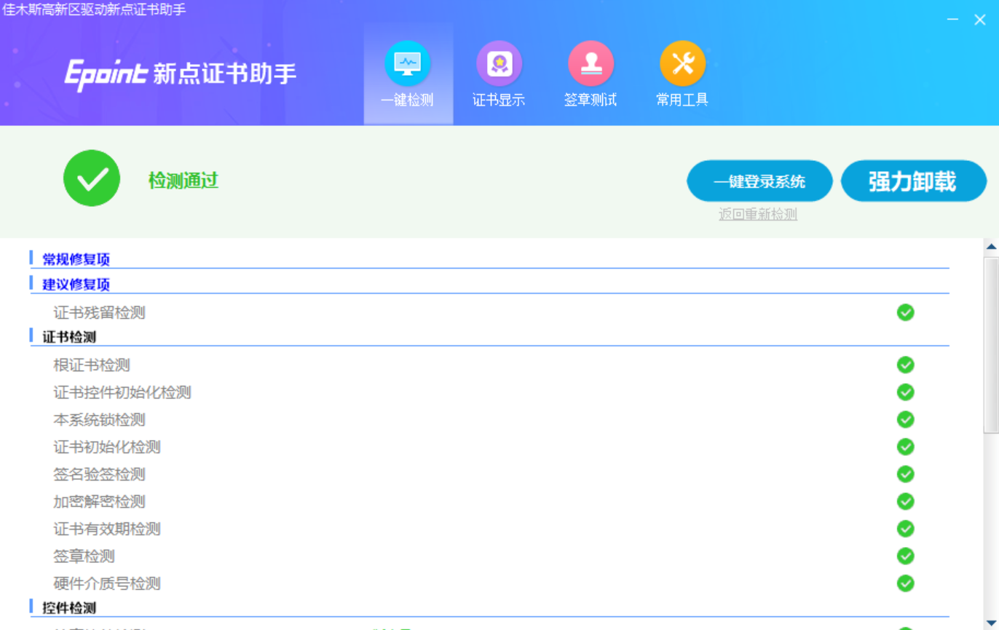 佳木斯高新区驱动新点证书助手
Epoint 新点证书助手
一键检测
证书显示
签章测试
常用工具
检测通过
一键登录系统
强力卸载
返回重新检测
常规修复项
建议修复项
证书残留检测
证书检测
根证书检测
证书控件初始化检测
本系统锁检测
证书初始化检测
签名验签检测
加密解密检测
证书有效期检测
签章检测
硬件介质号检测
控件检测